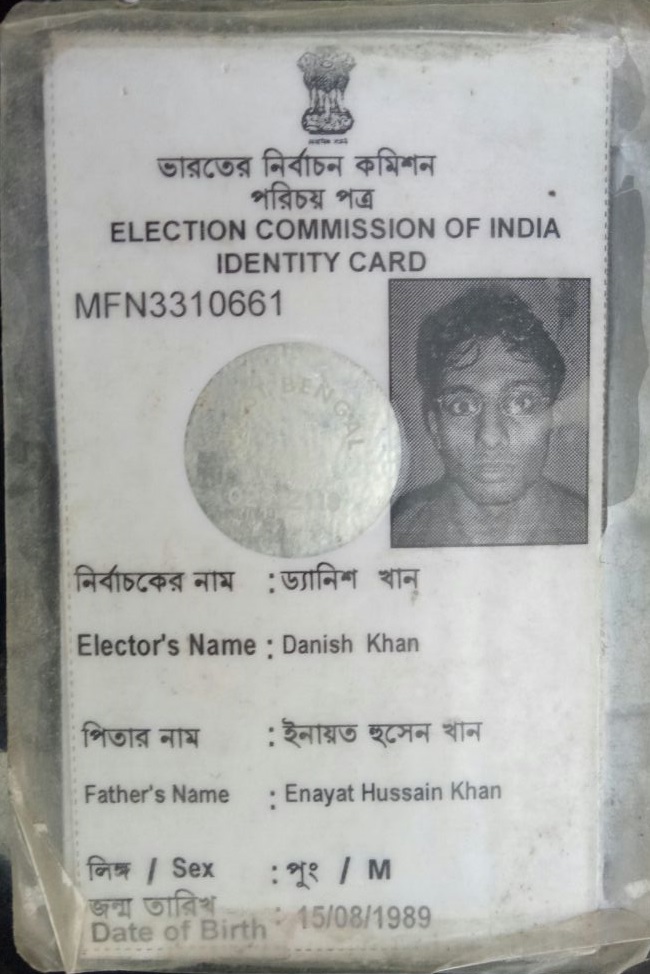 ভারতের নির্বাচন কমিশন
পরিচয় পত্র
ELECTION COMMISSION OF INDIA
IDENTITY CARD
MFN3310661
BENGAL
নির্বাচকের নাম : ড্যানিশ খান
Elector's Name : Danish Khan
পিতার নাম : ইনায়ত হুসেন খান
Father's Name : Enayat Hussain Khan
লিঙ্গ / Sex : পুং / M
জন্ম তারিখ
Date of Birth : 15/08/1989